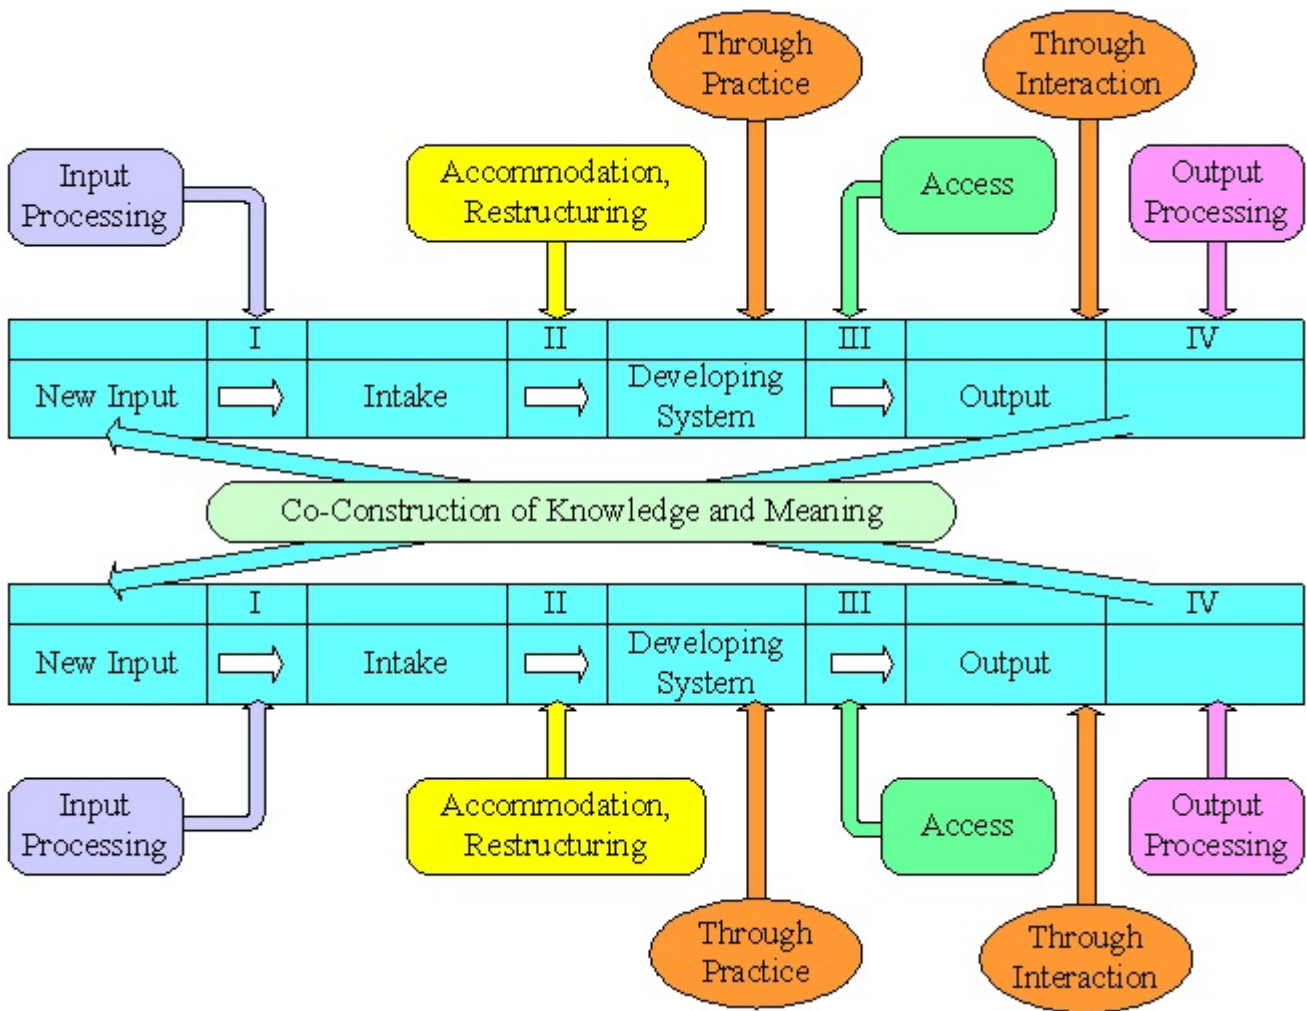 Through
Practice
Through
Interaction
Input
Processing
Accommodation,
Restructuring
Access
Output
Processing
I
II
III
IV
New Input
Intake
Developing
System
Output
Co-Construction of Knowledge and Meaning
I
II
III
IV
New Input
Intake
Developing
System
Output
Input
Processing
Accommodation,
Restructuring
Access
Output
Processing
Through
Practice
Through
Interaction